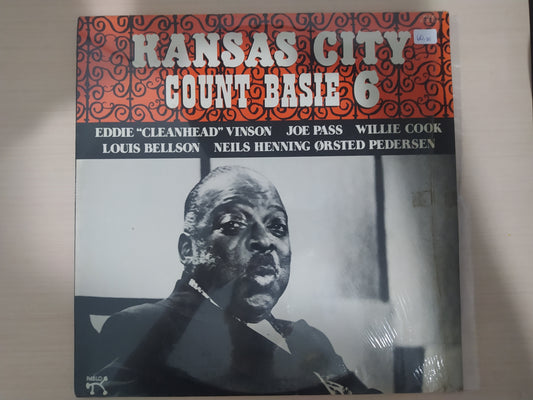 KANSAS CITY
COUNT BASIE 6
EDDIE "CLEANHEAD" VINSON JOE PASS WILLIE COOK
LOUIS BELLSON NEILS HENNING ØRSTED PEDERSEN
PABLO